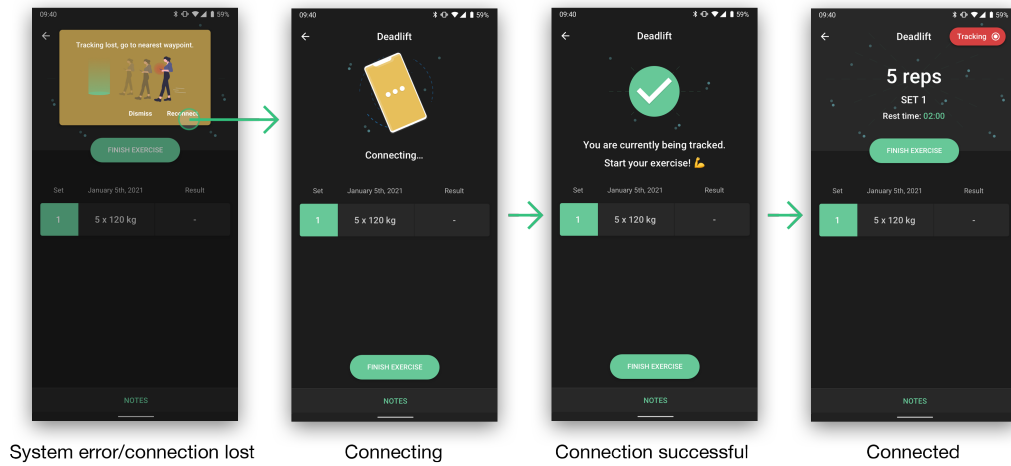 09:40
59%
Tracking lost, go to nearest waypoint.
Dismiss Reconnect
FINISH EXERCISE
Set January 5th, 2021 Result
1 5 x 120 kg -
NOTES
System error/connection lost
09:40
59%
Deadlift
Connecting...
Set January 5th, 2021 Result
1 5 x 120 kg -
FINISH EXERCISE
NOTES
Connecting
09:40
59%
Deadlift
You are currently being tracked.
Start your exercise! 💪
Set January 5th, 2021 Result
1 5 x 120 kg -
FINISH EXERCISE
NOTES
Connection successful
09:40
59%
Deadlift Tracking
5 reps
SET 1
Rest time: 02:00
FINISH EXERCISE
Set January 5th, 2021 Result
1 5 x 120 kg -
NOTES
Connected